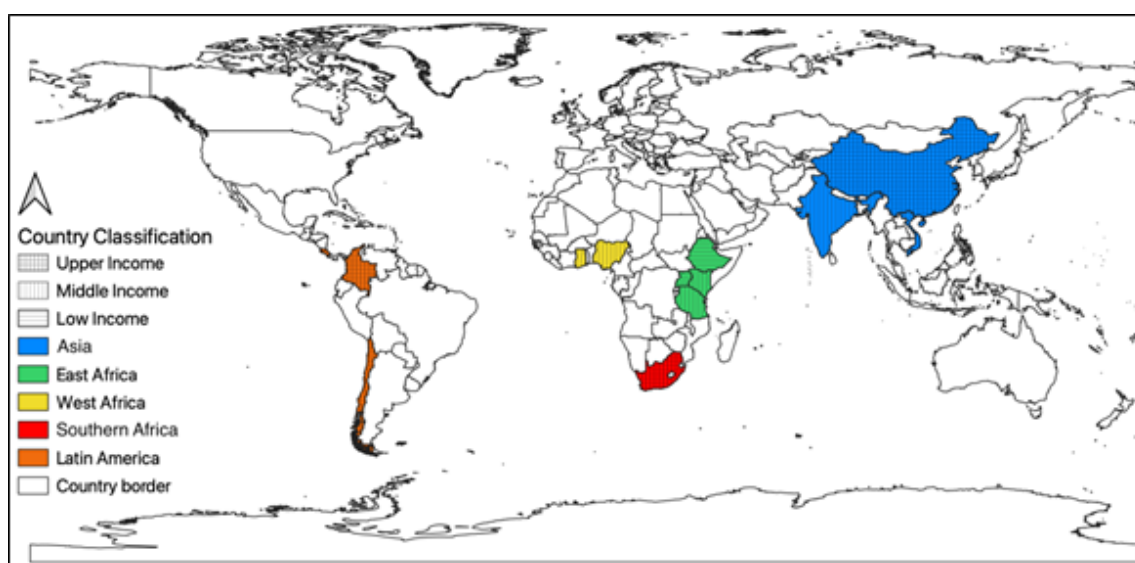 Country Classification
Upper Income
Middle Income
Low Income
Asia
East Africa
West Africa
Southern Africa
Latin America
Country border